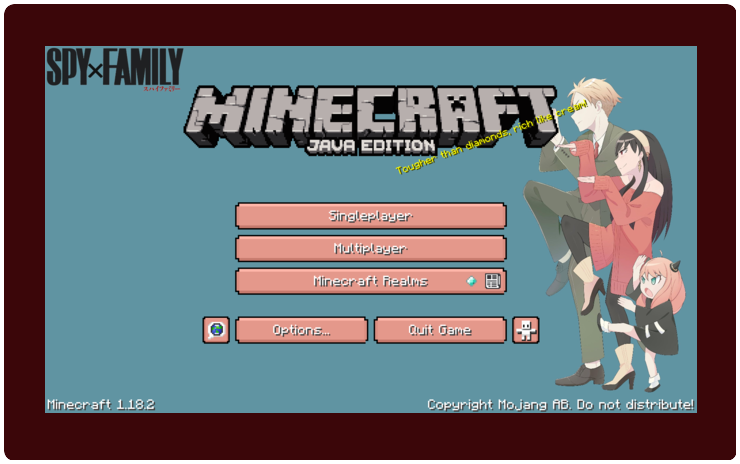 SPY×FAMILY
スパイファミリー
MINECRAFT
JAVA EDITION
Tougher than diamonds, rich like cream!
Singleplayer
Multiplayer
Minecraft Realms
Options...
Quit Game
Minecraft 1.18.2
Copyright Mojang AB. Do not distribute!